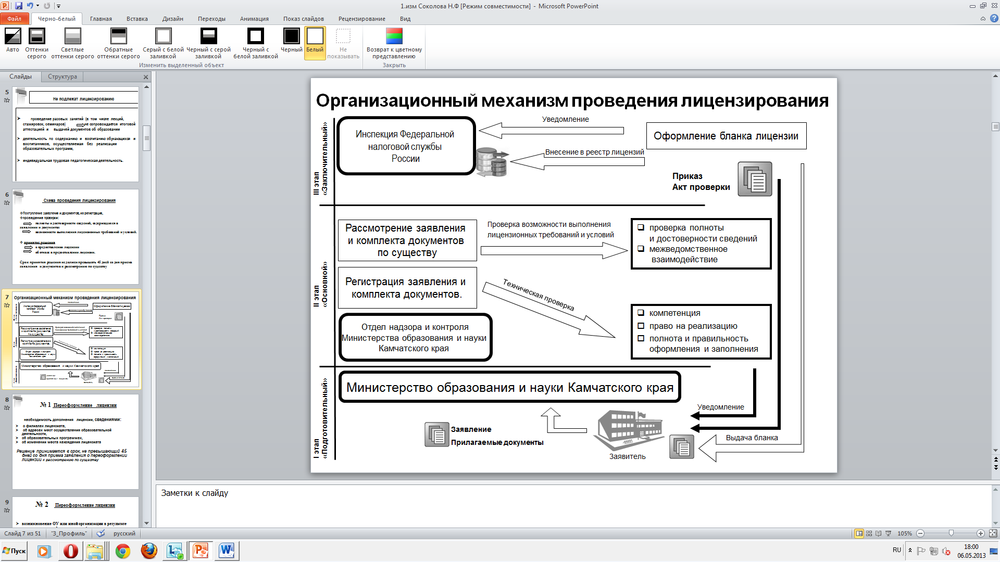 1.изм Соколова Н.Ф [Режим совместимости] - Microsoft PowerPoint
Файл
Черно-белый
Главная
Вставка
Дизайн
Переходы
Анимация
Показ слайдов
Рецензирование
Вид
Авто
Оттенки
серого
Светлые
оттенки серого
Обратные
оттенки серого
Серый с белой
заливкой
Черный с серой
заливкой
Черный с
белой заливкой
Черный
Белый
Не
показывать
Возврат к цветному
представлению
Изменить выделенный объект
Закрыть
Слайды
Структура
5
Не подлежат лицензированию
проведение разовых занятий (в том числе лекций,
стажировок, семинаров) не сопровождается итоговой
аттестацией и выдачей документов об образовании
деятельность по содержанию и воспитанию обучающихся и
воспитанников, осуществляемая без реализации
образовательных программ,
индивидуальная трудовая педагогическая деятельность.
6
Схема проведения лицензирования
Поступление заявления и документов, их регистрация,
проведение проверки:
полноты и достоверности сведений, содержащихся в
заявлении и документах
возможности выполнения лицензионных требований и условий.
принятие решения
о предоставлении лицензии
об отказе в предоставлении лицензии.
Срок принятия решения не должен превышать 45 дней со дня приема
заявления и документов к рассмотрению по существу
7
Организационный механизм проведения лицензирования
8
№ 1 Переоформление лицензии
необходимость дополнения лицензии, сведениями:
о филиалах лицензиата,
об адресах мест осуществления образовательной
деятельности,
об образовательных программах,
об изменении места нахождения лицензиата
Решение принимается в срок, не превышающий 45
дней со дня приема заявления о переоформлении
лицензии к рассмотрению по существу
9
№ 2 Переоформление лицензии
возникновение ОУ или иной организации в результате
Организационный механизм проведения лицензирования
III этап
«Заключительный»
Инспекция Федеральной
налоговой службы
России
Уведомление
Внесение в реестр лицензий
Оформление бланка лицензии
Приказ
Акт проверки
II этап
«Основной»
Рассмотрение заявления
и комплекта документов
по существу
Проверка возможности выполнения
лицензионных требований и условий
проверка полноты
и достоверности сведений
межведомственное
взаимодействие
Регистрация заявления и
комплекта документов.
Техническая проверка
компетенция
право на реализацию
полнота и правильность
оформления и заполнения
Отдел надзора и контроля
Министерства образования и науки
Камчатского края
I этап
«Подготовительный»
Министерство образования и науки Камчатского края
Уведомление
Заявление
Прилагаемые документы
Заявитель
Выдача бланка
Заметки к слайду
Слайд 7 из 51
"3_Профиль"
русский
105%
Пуск
RU
18:00
06.05.2013